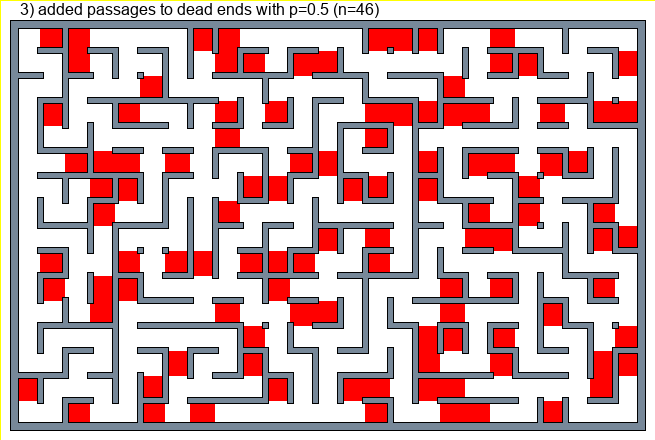 3) added passages to dead ends with p=0.5 (n=46)